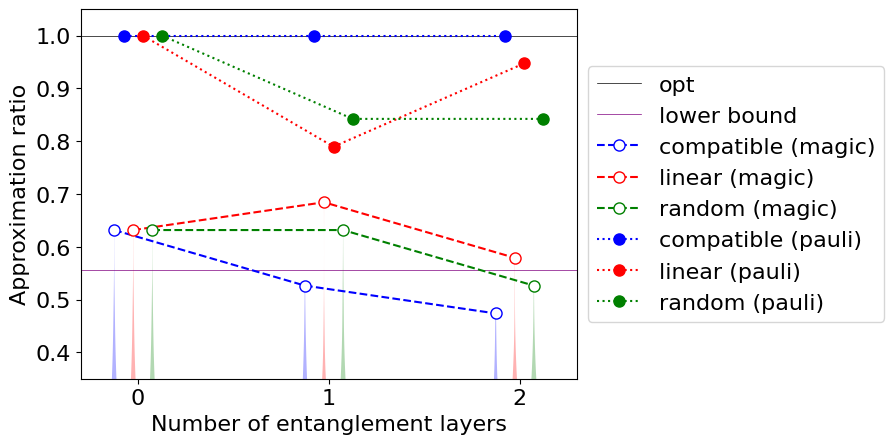 Approximation ratio
1.0
0.9
0.8
0.7
0.6
0.5
0.4
0
1
2
Number of entanglement layers
opt
lower bound
compatible (magic)
linear (magic)
random (magic)
compatible (pauli)
linear (pauli)
random (pauli)